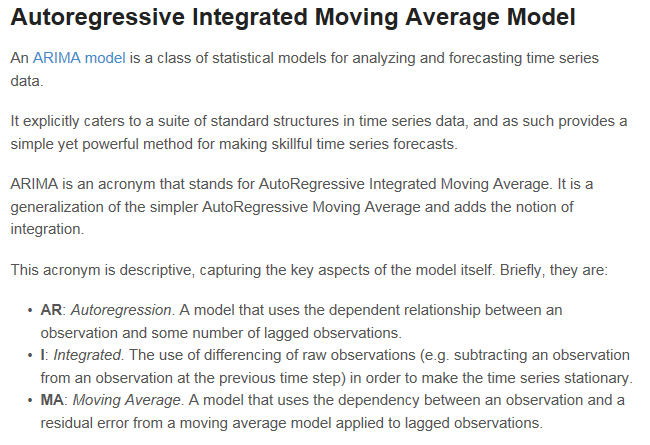 Autoregressive Integrated Moving Average Model
An ARIMA model is a class of statistical models for analyzing and forecasting time series
data.
It explicitly caters to a suite of standard structures in time series data, and as such provides a
simple yet powerful method for making skillful time series forecasts.
ARIMA is an acronym that stands for AutoRegressive Integrated Moving Average. It is a
generalization of the simpler AutoRegressive Moving Average and adds the notion of
integration.
This acronym is descriptive, capturing the key aspects of the model itself. Briefly, they are:
• AR: Autoregression. A model that uses the dependent relationship between an
observation and some number of lagged observations.
• I: Integrated. The use of differencing of raw observations (e.g. subtracting an observation
from an observation at the previous time step) in order to make the time series stationary.
• MA: Moving Average. A model that uses the dependency between an observation and a
residual error from a moving average model applied to lagged observations.